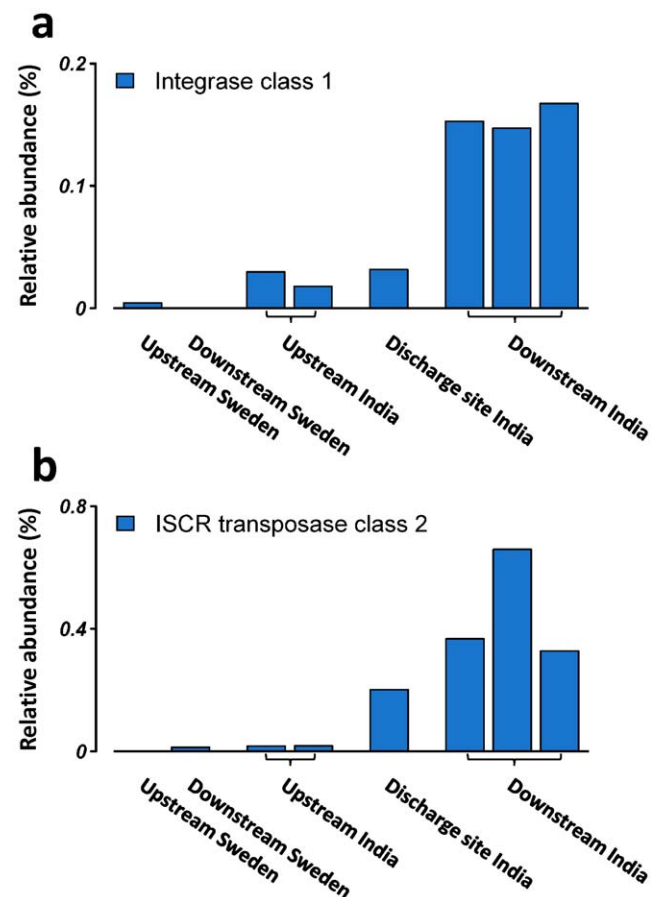 a
Relative abundance (%)
0.2
0.1
0
Integrase class 1
Upstream Sweden
Downstream Sweden
Upstream India
Discharge site India
Downstream India
b
Relative abundance (%)
0.8
0.4
0
ISCR transposase class 2
Upstream Sweden
Downstream Sweden
Upstream India
Discharge site India
Downstream India